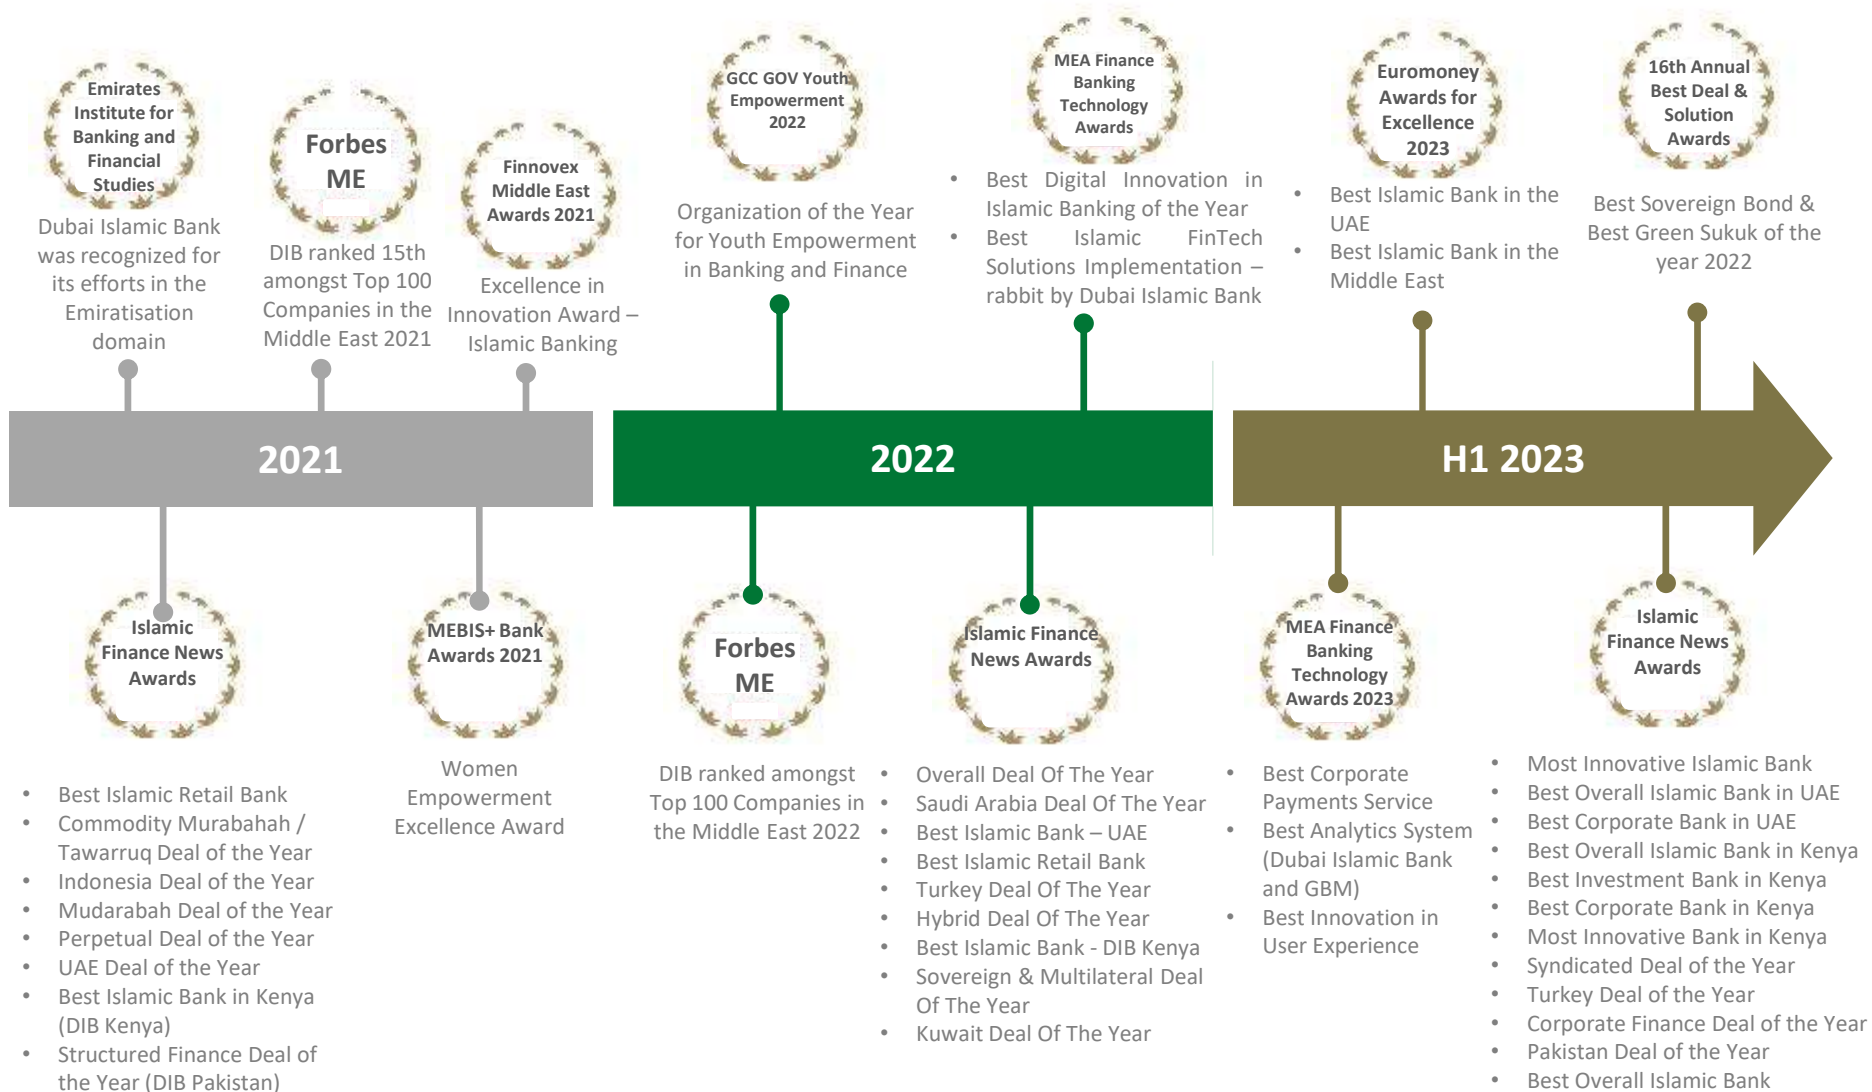 Emirates
Institute for
Banking and
Financial
Studies
Dubai Islamic Bank
was recognized for
its efforts in the
Emiratisation
domain
Forbes
ME
DIB ranked 15th
amongst Top 100
Companies in the
Middle East 2021
Finnovex
Middle East
Awards 2021
Excellence in
Innovation Award –
Islamic Banking
GCC GOV Youth
Empowerment
2022
Organization of the Year
for Youth Empowerment
in Banking and Finance
MEA Finance
Banking
Technology
Awards
• Best Digital Innovation in
Islamic Banking of the Year
• Best Islamic FinTech
Solutions Implementation –
rabbit by Dubai Islamic Bank
Euromoney
Awards for
Excellence
2023
• Best Islamic Bank in the
UAE
• Best Islamic Bank in the
Middle East
16th Annual
Best Deal &
Solution
Awards
Best Sovereign Bond &
Best Green Sukuk of the
year 2022
2021
2022
H1 2023
Islamic
Finance News
Awards
• Best Islamic Retail Bank
• Commodity Murabahah /
Tawarruq Deal of the Year
• Indonesia Deal of the Year
• Mudarabah Deal of the Year
• Perpetual Deal of the Year
• UAE Deal of the Year
• Best Islamic Bank in Kenya
(DIB Kenya)
• Structured Finance Deal of
the Year (DIB Pakistan)
MEBIS+ Bank
Awards 2021
Women
Empowerment
Excellence Award
Forbes
ME
DIB ranked amongst
Top 100 Companies in
the Middle East 2022
Islamic Finance
News Awards
• Overall Deal Of The Year
• Saudi Arabia Deal Of The Year
• Best Islamic Bank – UAE
• Best Islamic Retail Bank
• Turkey Deal Of The Year
• Hybrid Deal Of The Year
• Best Islamic Bank - DIB Kenya
• Sovereign & Multilateral Deal
Of The Year
• Kuwait Deal Of The Year
MEA Finance
Banking
Technology
Awards 2023
• Best Corporate
Payments Service
• Best Analytics System
(Dubai Islamic Bank
and GBM)
• Best Innovation in
User Experience
Islamic
Finance News
Awards
• Most Innovative Islamic Bank
• Best Overall Islamic Bank in UAE
• Best Corporate Bank in UAE
• Best Overall Islamic Bank in Kenya
• Best Investment Bank in Kenya
• Best Corporate Bank in Kenya
• Most Innovative Bank in Kenya
• Syndicated Deal of the Year
• Turkey Deal of the Year
• Corporate Finance Deal of the Year
• Pakistan Deal of the Year
• Best Overall Islamic Bank